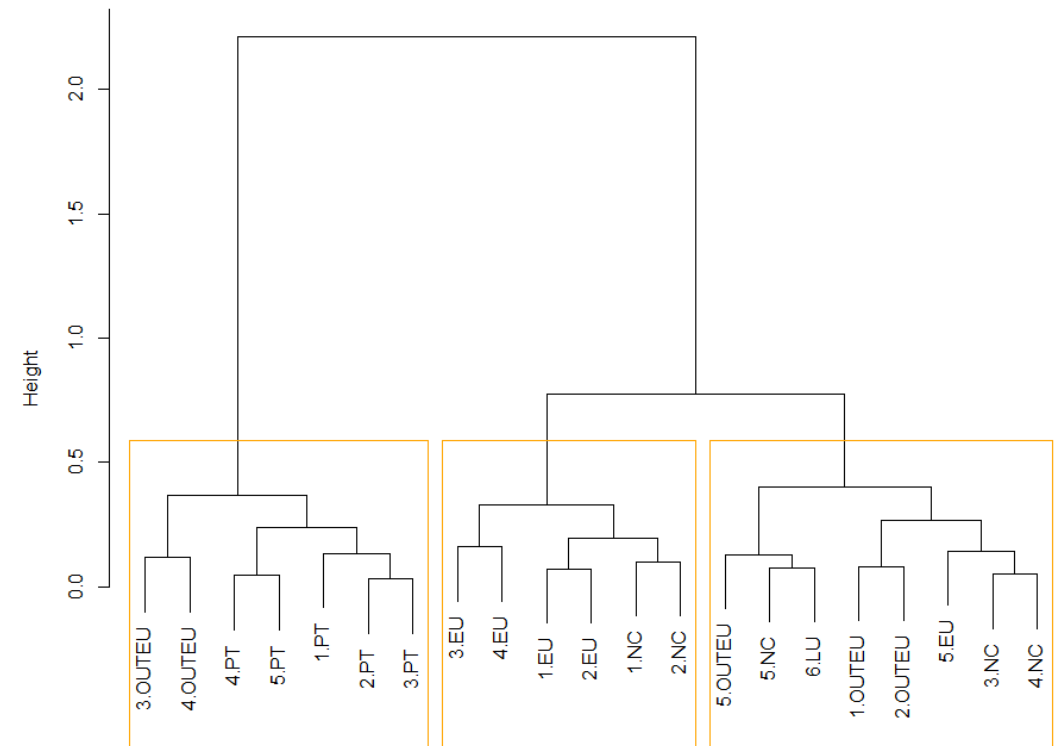 Height
2.0
1.5
1.0
0.5
0.0
3.OUTEU
4.OUTEU
4.PT
5.PT
1.PT
2.PT
3.PT
3.EU
4.EU
1.EU
2.EU
1.NC
2.NC
5.OUTEU
5.NC
6.LU
1.OUTEU
2.OUTEU
5.EU
3.NC
4.NC